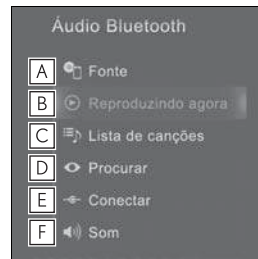 Áudio Bluetooth
A Fonte
B Reproduzindo agora
C Lista de canções
D Procurar
E Conectar
F Som